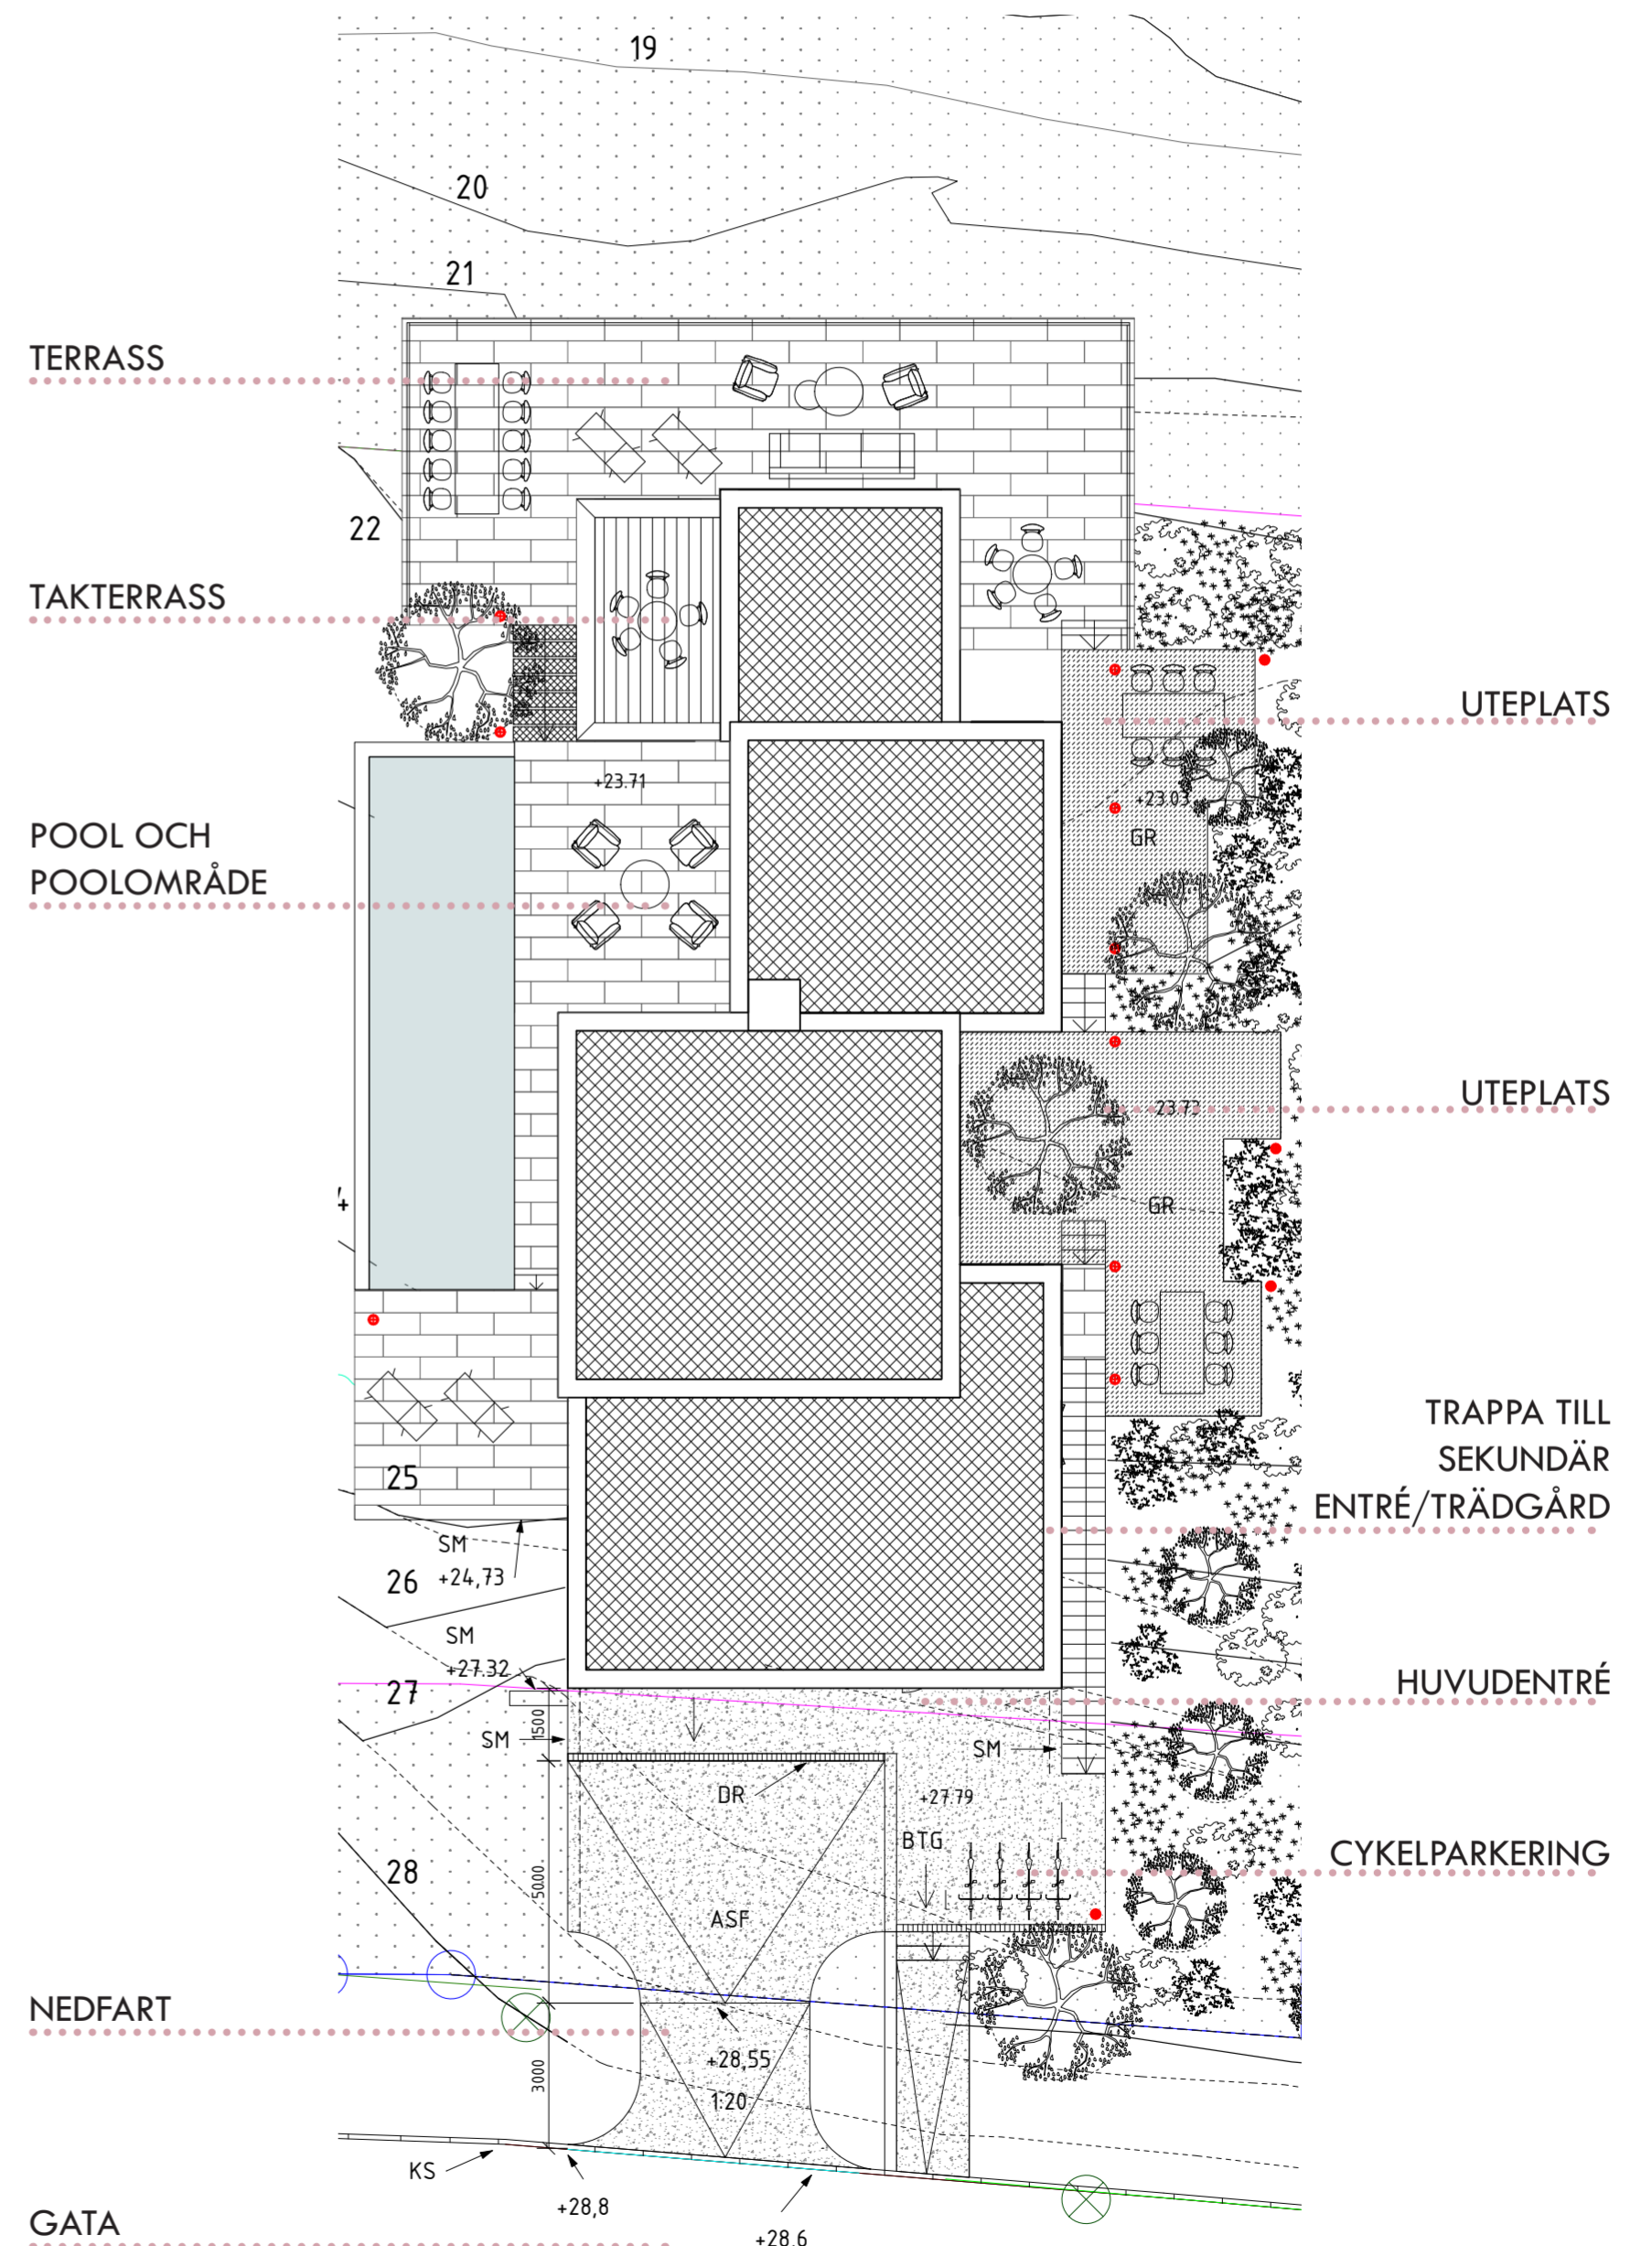 19
20
21
TERRASS
22
TAKTERRASS
UTEPLATS
+23.71
+23.03
GR
POOL OCH
POOLOMRÅDE
UTEPLATS
23.73
GR
TRAPPA TILL
SEKUNDÄR
ENTRÉ/TRÄDGÅRD
25
SM
+24,73
26
SM
+27.32
27
HUVUDENTRÉ
1500
SM
SM
DR
+27.79
BTG
CYKELPARKERING
28
5000
ASF
NEDFART
+28,55
1:20
3000
KS
+28,8
GATA
+28,6